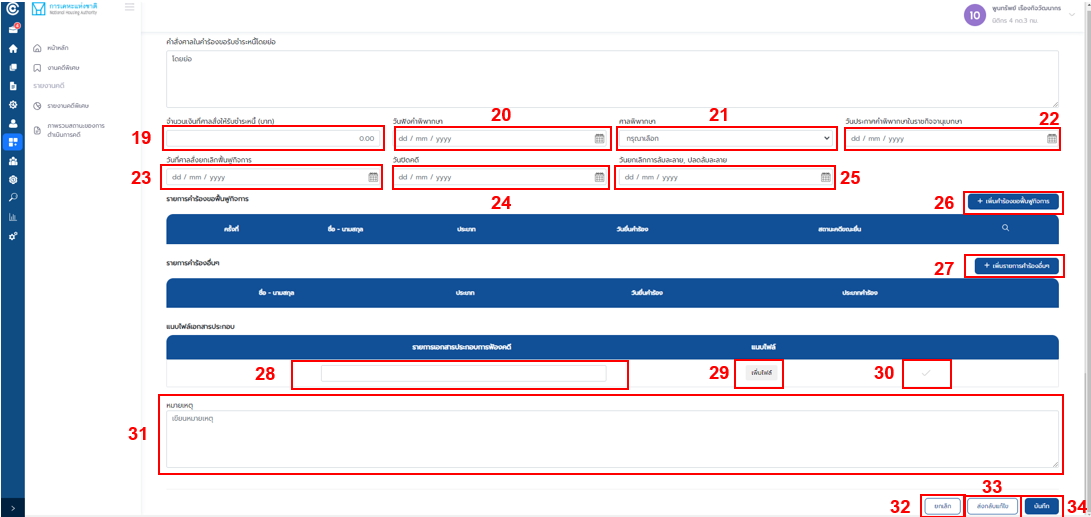 การเคหะแห่งชาติ
National Housing Authority
4
10
พูนทรัพย์ เรืองกิจวัฒนากร
นิติกร 4 กด.3 กม.
หน้าหลัก
งานคดีพิเศษ
รายงานคดี
รายงานคดีพิเศษ
ภาพรวมสถานะของการ
ดำเนินการคดี
คำสั่งศาลในคำร้องขอรับชำระหนี้โดยย่อ
โดยย่อ
19
จำนวนเงินที่ศาลสั่งให้รับชำระหนี้ (บาท)
0.00
20
วันฟังคำพิพากษา
dd / mm / yyyy
21
ศาลพิพากษา
กรุณาเลือก
22
วันประกาศคำพิพากษาในราชกิจจานุเบกษา
dd / mm / yyyy
23
วันที่ศาลสั่งยกเลิกฟื้นฟูกิจการ
dd / mm / yyyy
24
วันปิดคดี
dd / mm / yyyy
25
วันยกเลิกการล้มละลาย, ปลดล้มละลาย
dd / mm / yyyy
รายการคำร้องขอฟื้นฟูกิจการ
26
+ เพิ่มคำร้องขอฟื้นฟูกิจการ
ครั้งที่ ชื่อ - นามสกุล ประเภท วันยื่นคำร้อง สถานะคดีขณะยื่น
รายการคำร้องอื่นๆ
27
+ เพิ่มรายการคำร้องอื่นๆ
ชื่อ - นามสกุล ประเภท วันยื่นคำร้อง ประเภทคำร้อง
แนบไฟล์เอกสารประกอบ
รายการเอกสารประกอบการฟ้องคดี แนบไฟล์
28
29
เพิ่มไฟล์
30
31
หมายเหตุ
เขียนหมายเหตุ
32
ยกเลิก
33
ส่งกลับแก้ไข
34
บันทึก